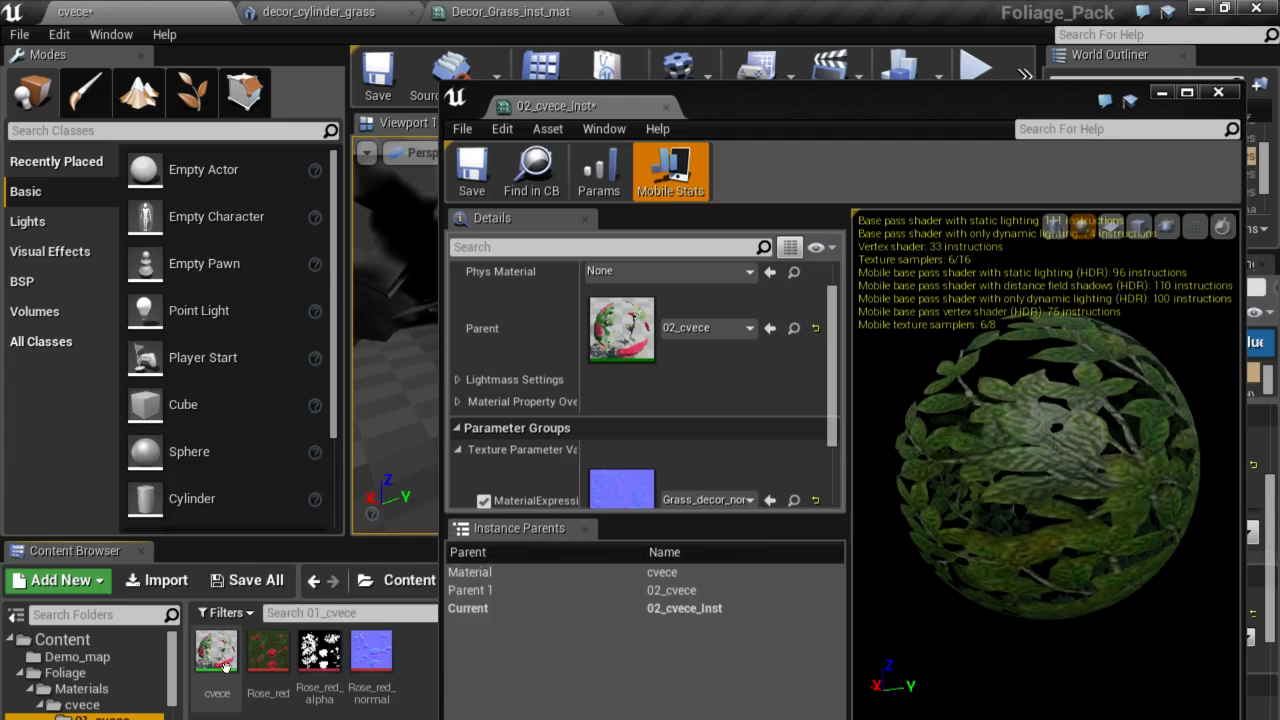 cvece*
decor_cylinder_grass
Decor_Grass_inst_mat
Foliage_Pack
File Edit Window Help
Search For Help
Modes
Search Classes
Recently Placed
Basic
Lights
Visual Effects
BSP
Volumes
All Classes
Empty Actor
Empty Character
Empty Pawn
Point Light
Player Start
Cube
Sphere
Cylinder
Save
Viewport 1
World Outliner
02_cvece_Inst*
File Edit Asset Window Help
Search For Help
Save
Find in CB
Params
Mobile Stats
Details
Search
Phys Material
None
Parent
02_cvece
Lightmass Settings
Material Property Ove
Parameter Groups
Texture Parameter Va
MaterialExpressi
Grass_decor_nor
Instance Parents
Parent Name
Material cvece
Parent 1 02_cvece
Current 02_cvece_Inst
Base pass shader with static lighting: 111 instructions
Base pass shader with only dynamic lighting: 74 instructions
Vertex shader: 33 instructions
Texture samplers: 6/16
Mobile base pass shader with static lighting (HDR): 96 instructions
Mobile base pass shader with distance field shadows (HDR): 110 instructions
Mobile base pass shader with only dynamic lighting (HDR): 100 instructions
Mobile base pass vertex shader (HDR): 75 instructions
Mobile texture samplers: 6/8
Z
X
Y
Z
X
Y
Content Browser
Add New
Import
Save All
Content
Search Folders
Filters
Search 01_cvece
Content
Demo_map
Foliage
Materials
cvece
01_cvece
cvece
Rose_red
Rose_red_
alpha
Rose_red_
normal